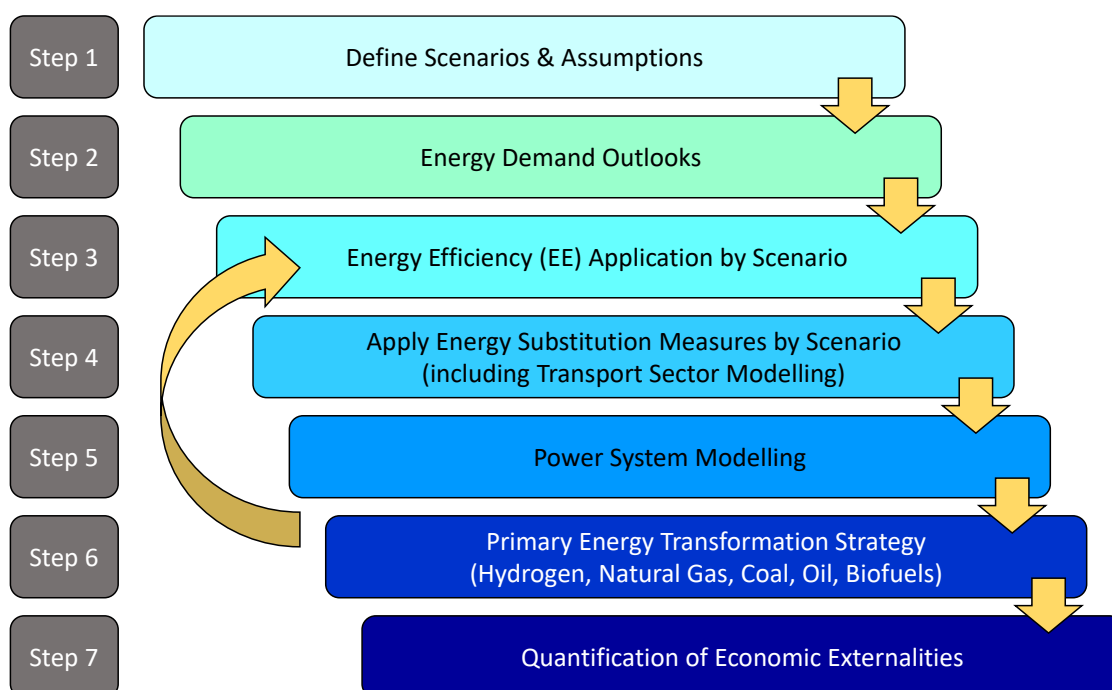 Step 1
Define Scenarios & Assumptions
Step 2
Energy Demand Outlooks
Step 3
Energy Efficiency (EE) Application by Scenario
Step 4
Apply Energy Substitution Measures by Scenario
(including Transport Sector Modelling)
Step 5
Power System Modelling
Step 6
Primary Energy Transformation Strategy
(Hydrogen, Natural Gas, Coal, Oil, Biofuels)
Step 7
Quantification of Economic Externalities